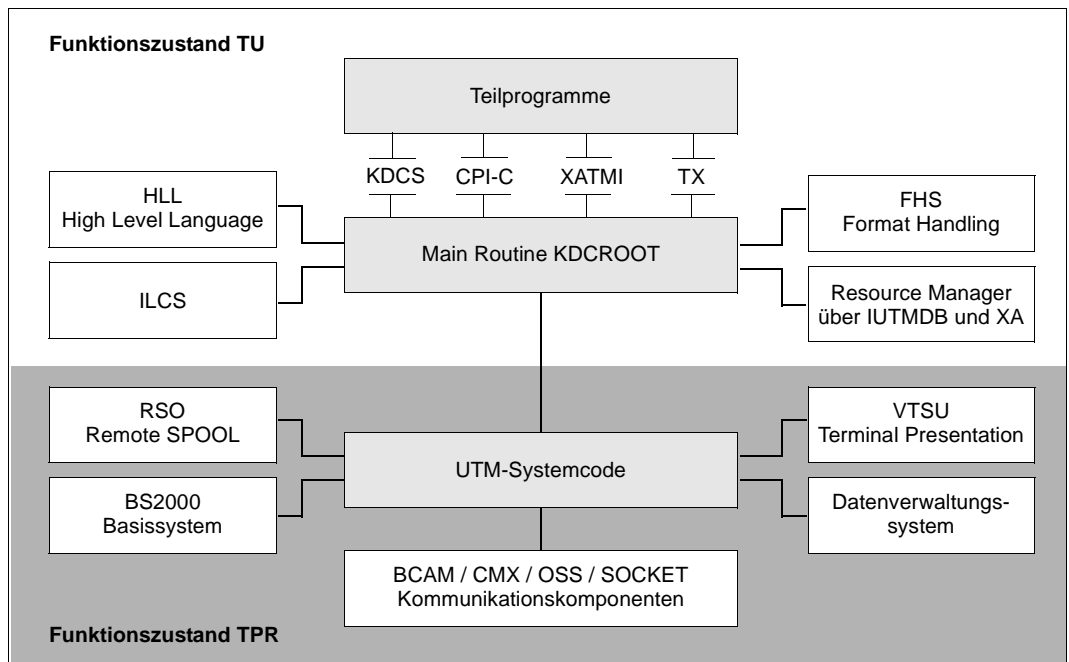 Funktionszustand TU
Teilprogramme
KDCS CPI-C XATMI TX
HLL
High Level Language
FHS
Format Handling
Main Routine KDCROOT
ILCS
Resource Manager
über IUTMDB und XA
RSO
Remote SPOOL
VTSU
Terminal Presentation
UTM-Systemcode
BS2000
Basissystem
Datenverwaltungs-
system
BCAM / CMX / OSS / SOCKET
Kommunikationskomponenten
Funktionszustand TPR